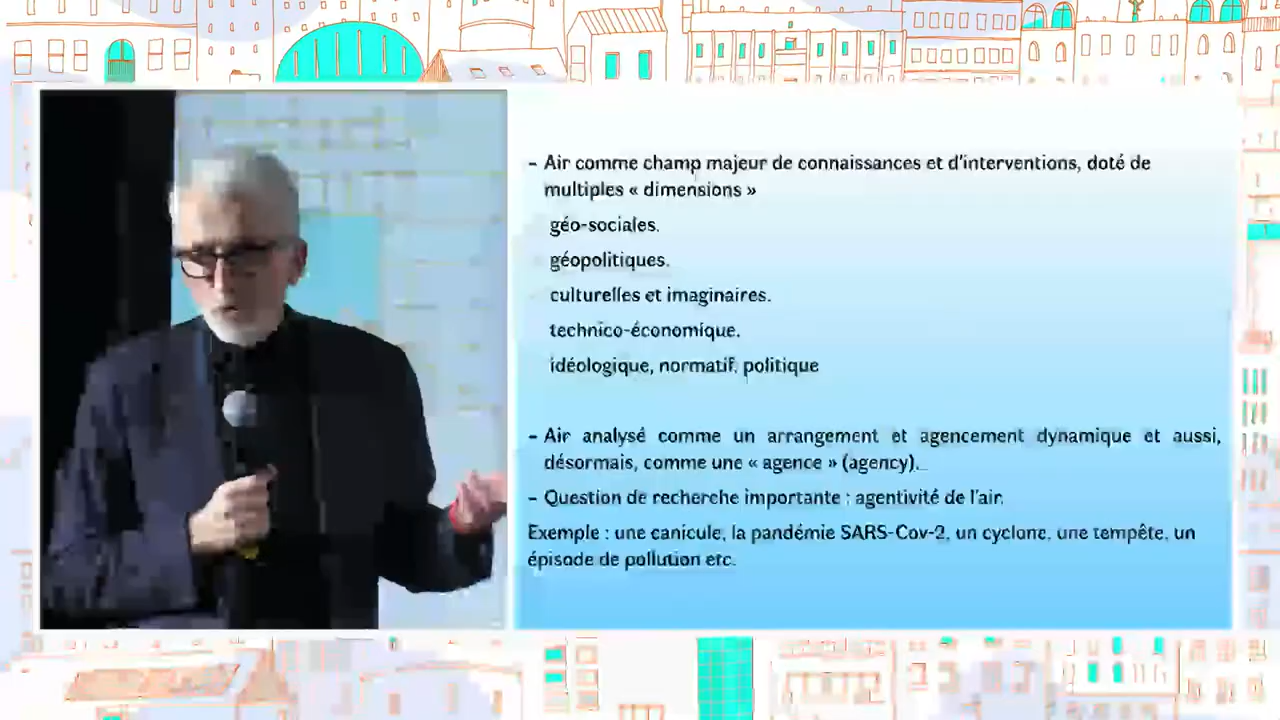 - Air comme champ majeur de connaissances et d'interventions, doté de
multiples « dimensions »
géo-sociales.
géopolitiques.
culturelles et imaginaires.
technico-économique.
idéologique, normatif, politique
- Air analysé comme un arrangement et agencement dynamique et aussi,
désormais, comme une « agence » (agency).
- Question de recherche importante : agentivité de l'air.
Exemple : une canicule, la pandémie SARS-Cov-2, un cyclone, une tempête, un
épisode de pollution etc.